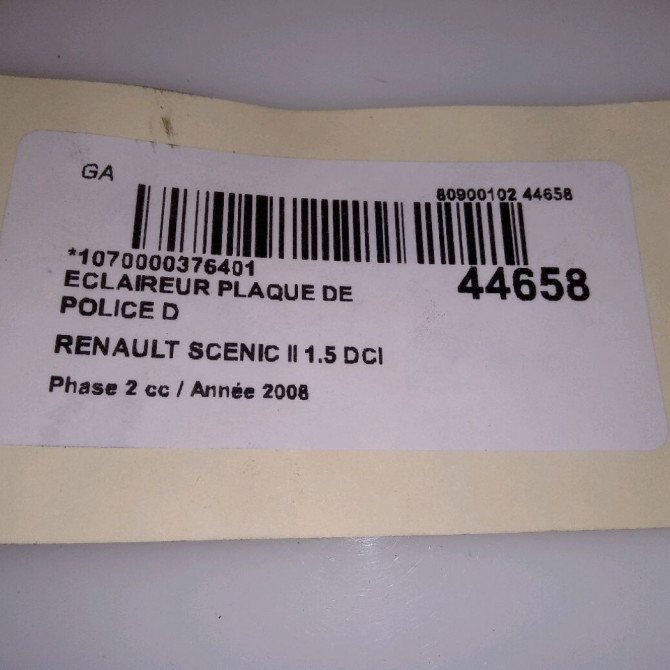 GA
80900102 44658
*1070000376401
44658
ECLAIREUR PLAQUE DE
POLICE D
RENAULT SCENIC II 1.5 DCI
Phase 2 cc / Année 2008